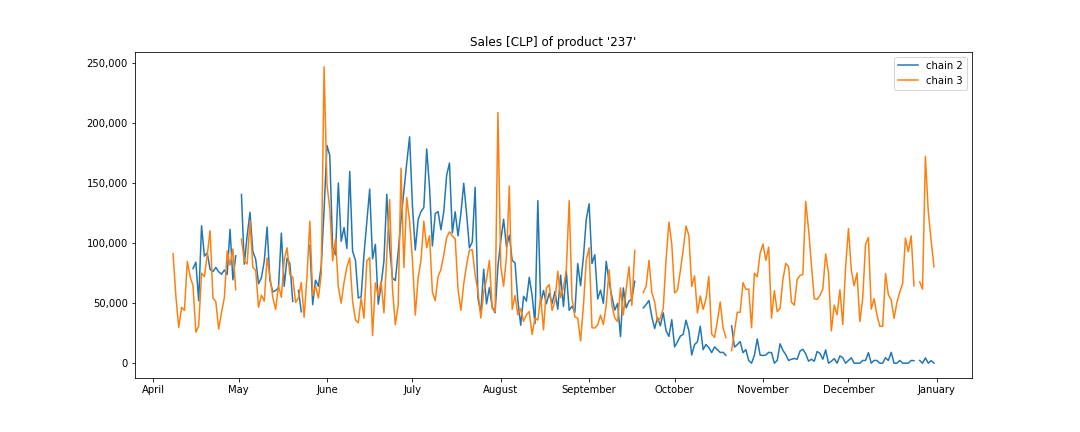 Sales [CLP] of product '237'
chain 2
chain 3
250,000
200,000
150,000
100,000
50,000
0
April May June July August September October November December January